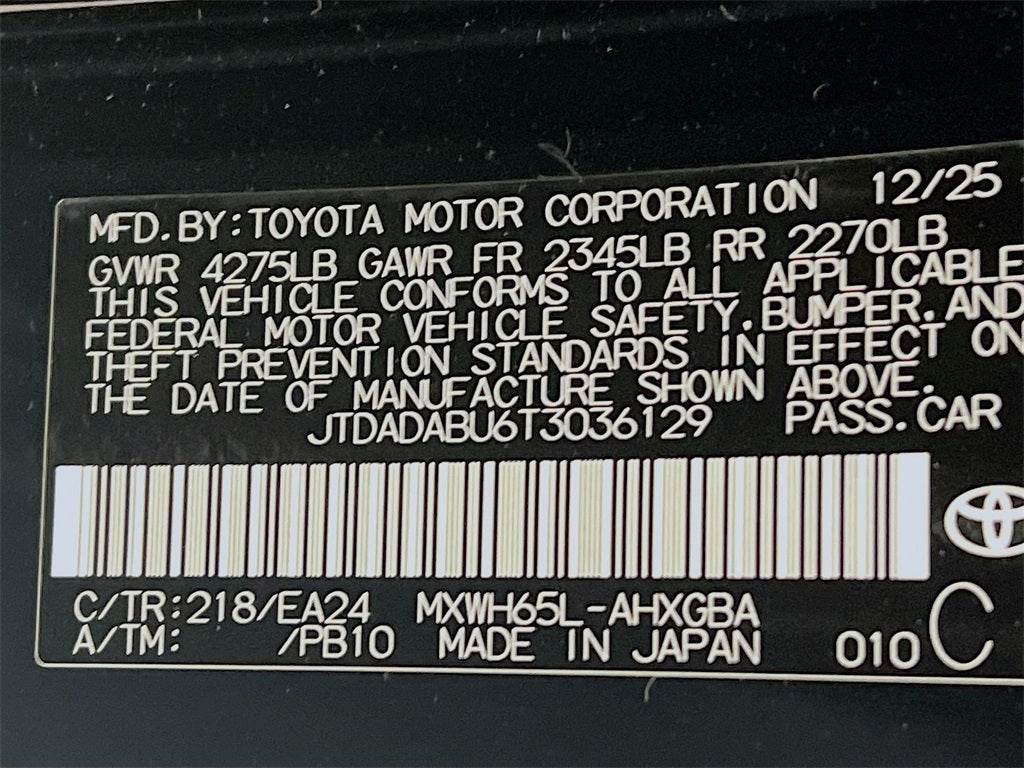 MFD. BY: TOYOTA MOTOR CORPORATION 12/25
GVWR 4275LB GAWR FR 2345LB RR 2270LB
THIS VEHICLE CONFORMS TO ALL APPLICABLE
FEDERAL MOTOR VEHICLE SAFETY, BUMPER, AND
THEFT PREVENTION STANDARDS IN EFFECT ON
THE DATE OF MANUFACTURE SHOWN ABOVE.
JTDADABU6T3036129 PASS. CAR
C/TR: 218/EA24 MXWH65L-AHXGBA
A/TM: /PB10 MADE IN JAPAN 010 C